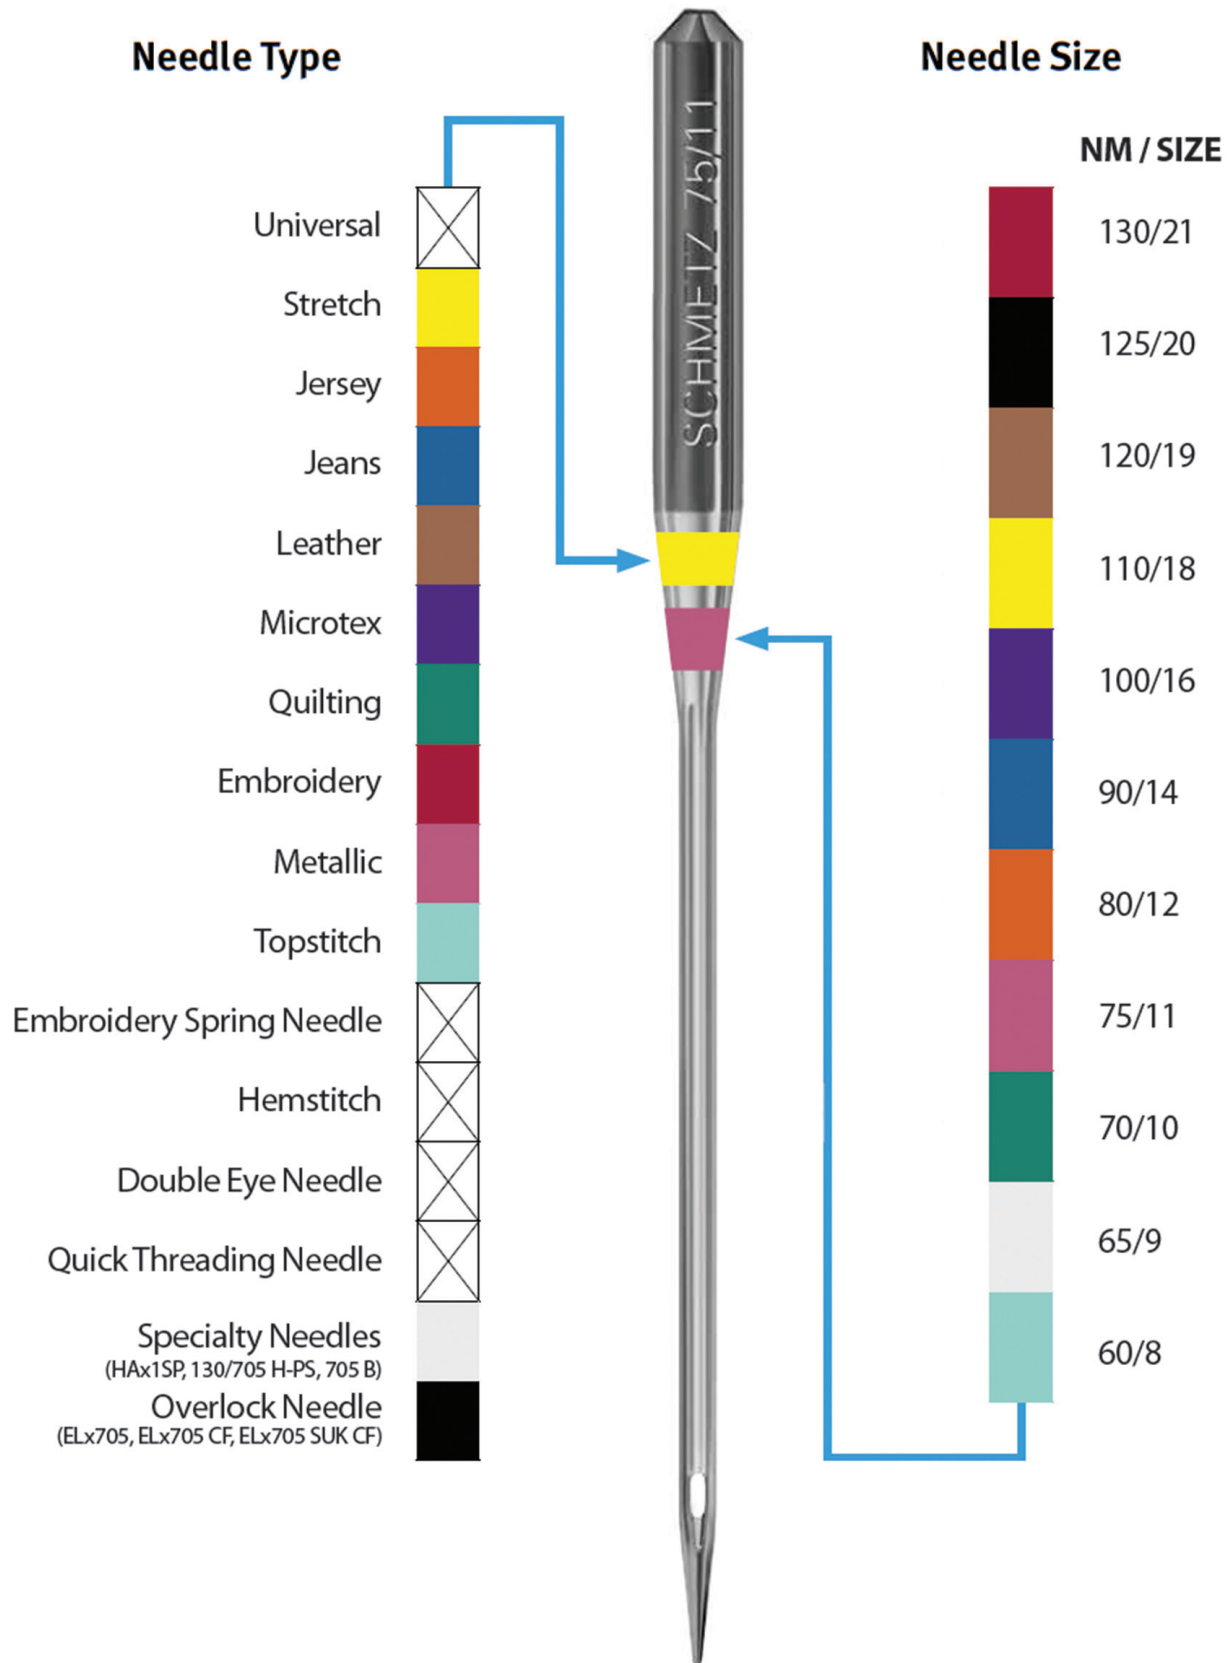 Needle Type
Universal
Stretch
Jersey
Jeans
Leather
Microtex
Quilting
Embroidery
Metallic
Topstitch
Embroidery Spring Needle
Hemstitch
Double Eye Needle
Quick Threading Needle
Specialty Needles
(HAx1SP, 130/705 H-PS, 705 B)
Overlock Needle
(ELx705, ELx705 CF, ELx705 SUK CF)
SCHMETZ 75/11
Needle Size
NM / SIZE
130/21
125/20
120/19
110/18
100/16
90/14
80/12
75/11
70/10
65/9
60/8